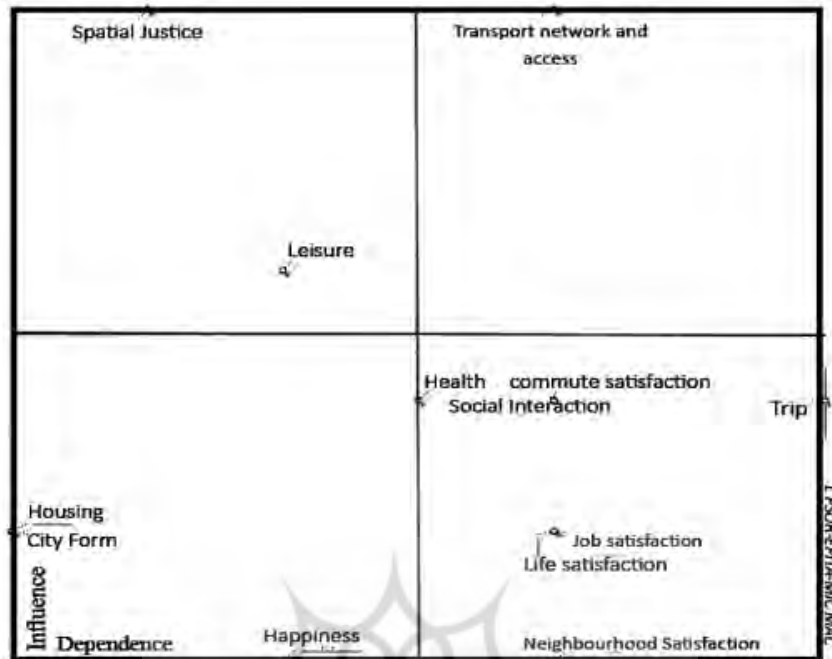 Spatial Justice
Transport network and
access
Leisure
Health commute satisfaction
Social Interaction
Trip
Housing
City Form
Job satisfaction
Life satisfaction
Influence
Dependence
Happiness
Neighbourhood Satisfaction